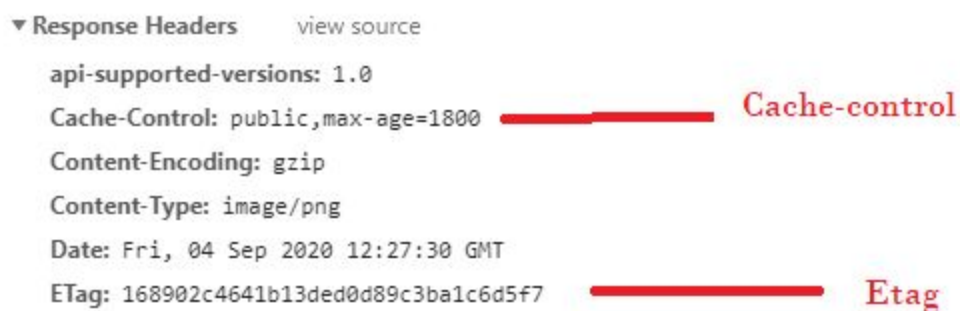 ▼ Response Headers view source
api-supported-versions: 1.0
Cache-Control: public,max-age=1800 Cache-control
Content-Encoding: gzip
Content-Type: image/png
Date: Fri, 04 Sep 2020 12:27:30 GMT
ETag: 168902c4641b13ded0d89c3ba1c6d5f7 Etag